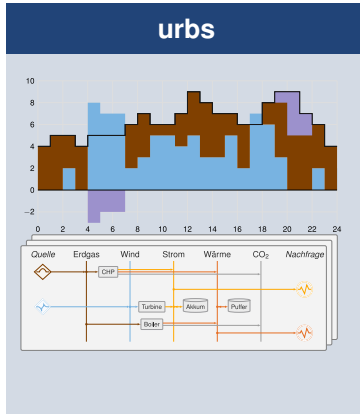 urbs
10
8
6
4
2
0
−2
0 2 4 6 8 10 12 14 16 18 20 22 24
Quelle Erdgas Wind Strom Wärme CO₂ Nachfrage
CHP
Turbine Akkum Puffer
Boiler